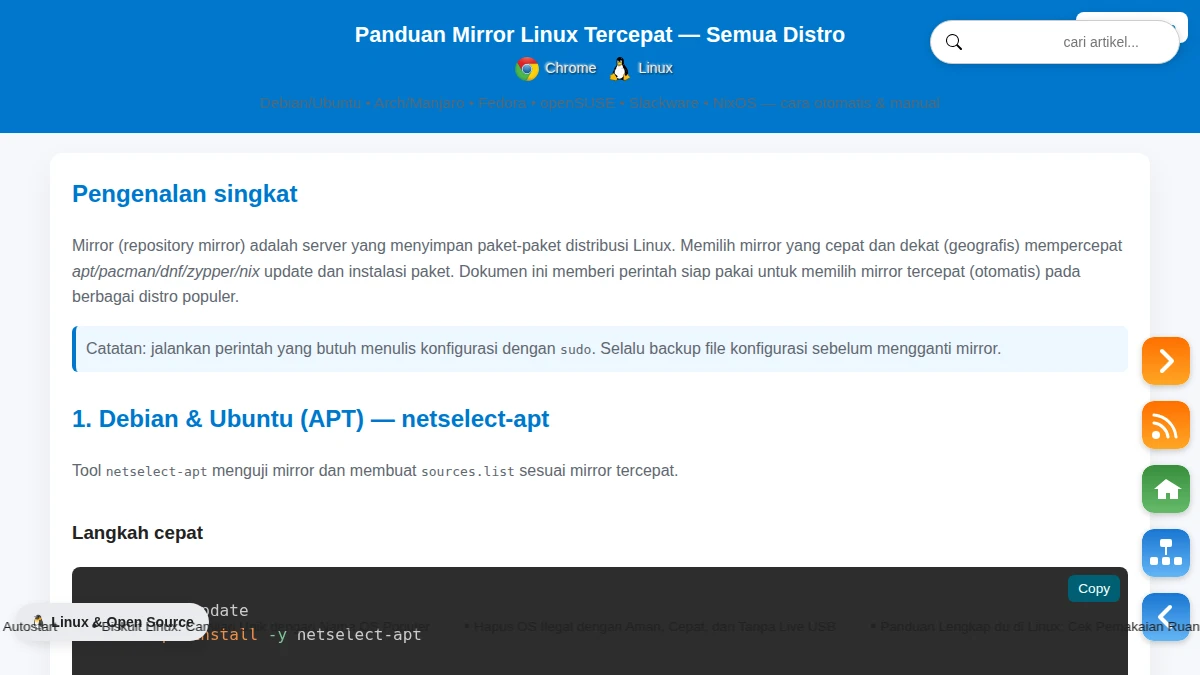 Panduan Mirror Linux Tercepat — Semua Distro
cari artikel...
Chrome Linux
Debian/Ubuntu • Arch/Manjaro • Fedora • openSUSE • Slackware • NixOS — cara otomatis & manual
Pengenalan singkat
Mirror (repository mirror) adalah server yang menyimpan paket-paket distribusi Linux. Memilih mirror yang cepat dan dekat (geografis) mempercepat
apt/pacman/dnf/zypper/nix update dan instalasi paket. Dokumen ini memberi perintah siap pakai untuk memilih mirror tercepat (otomatis) pada
berbagai distro populer.
Catatan: jalankan perintah yang butuh menulis konfigurasi dengan sudo. Selalu backup file konfigurasi sebelum mengganti mirror.
1. Debian & Ubuntu (APT) — netselect-apt
Tool netselect-apt menguji mirror dan membuat sources.list sesuai mirror tercepat.
Langkah cepat
Copy
pdate
Linux & Open Source
Autostart • Biskuit Linux: dengan Nama OS Populer • Hapus OS Ilegal dengan Aman, Cepat, dan Tanpa Live USB • Panduan Lengkap du di Linux: Cek Pemakaian Ruan
nstall -y netselect-apt